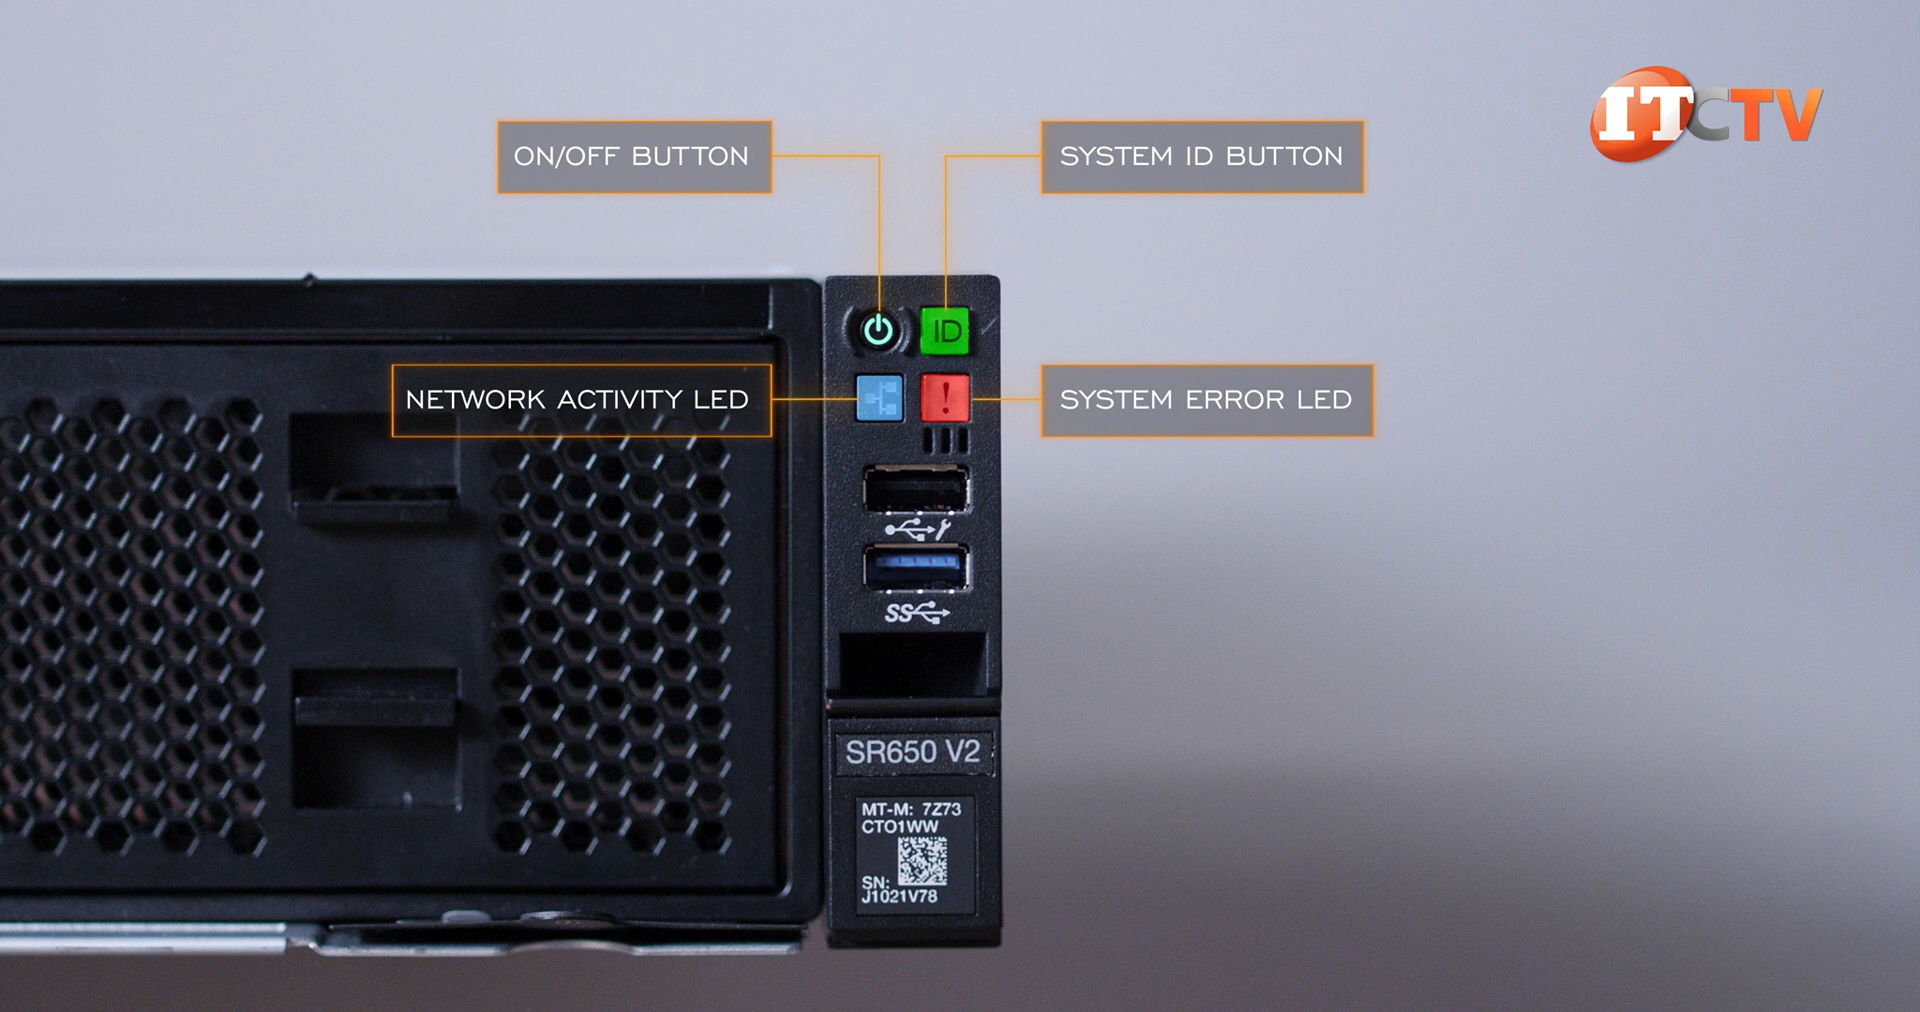 ITCTV
ON/OFF BUTTON
SYSTEM ID BUTTON
ID
NETWORK ACTIVITY LED
!
SYSTEM ERROR LED
SS
SR650 V2
MT-M: 7Z73
CTO1WW
SN:
J1021V78